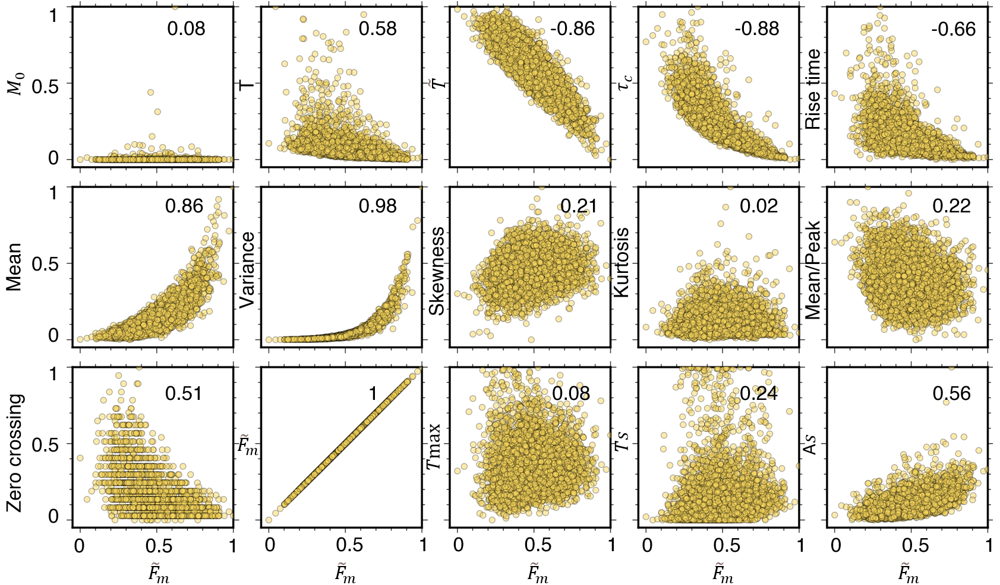 M₀ 1 0.5 0 0.08
T 0.58
T̃ -0.86
τc -0.88
Rise time -0.66
Mean 1 0.5 0 0.86
Variance 0.98
Skewness 0.21
Kurtosis 0.02
Mean/Peak 0.22
Zero crossing 1 0.5 0 0.51
F̃m 1
Tmax 0.08
Ts 0.24
As 0.56
0 0.5 1 0 0.5 1 0 0.5 1 0 0.5 1 0 0.5 1
F̃m F̃m F̃m F̃m F̃m